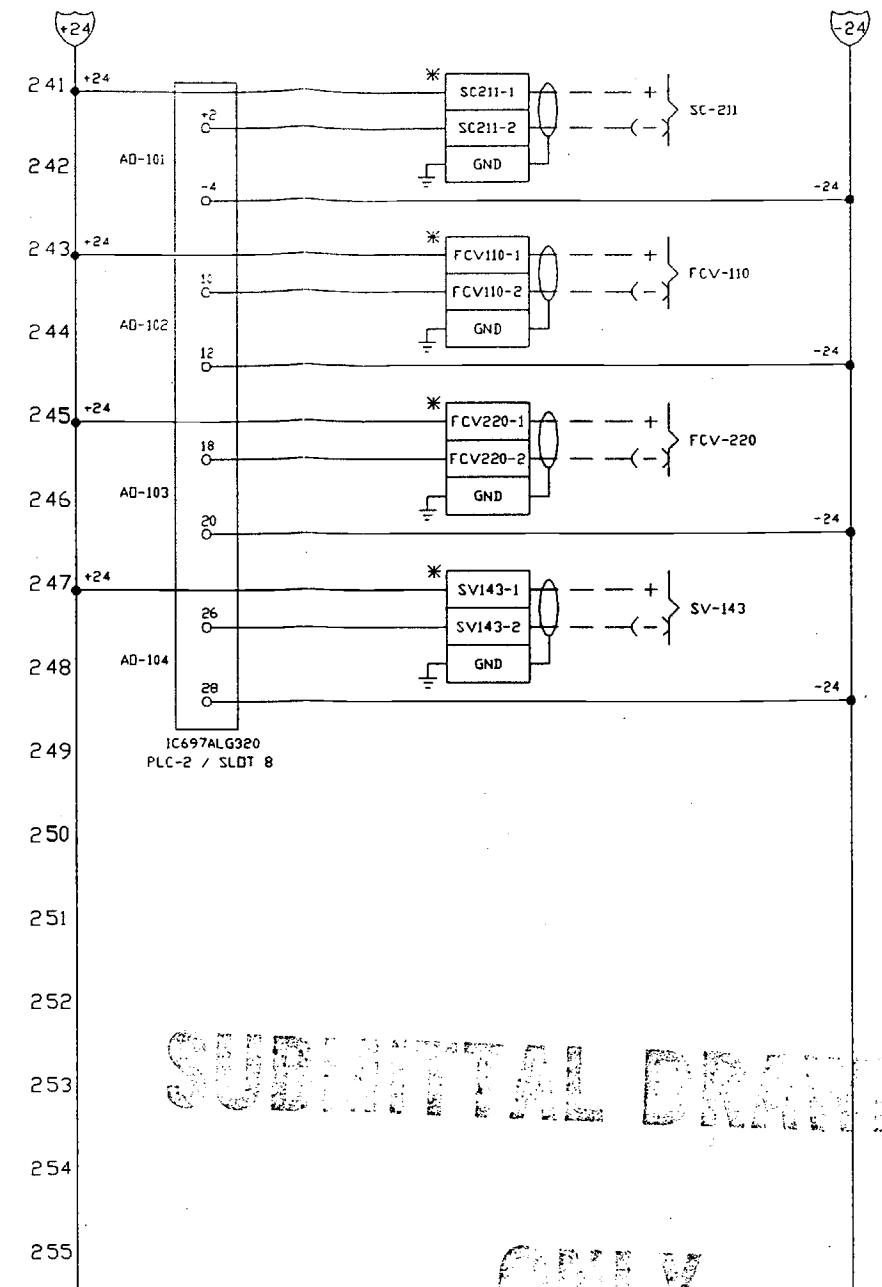 +24 -24
241 +24 * SC211-1 +
+2 SC211-2 (-) SC-211
242 AO-101 GND
-4 -24
243 +24 * FCV110-1 +
10 FCV110-2 (-) FCV-110
244 AO-102 GND
12 -24
245 +24 * FCV220-1 +
18 FCV220-2 (-) FCV-220
246 AO-103 GND
20 -24
247 +24 * SV143-1 +
26 SV143-2 (-) SV-143
248 AO-104 GND
28 -24
IC697ALG320
249 PLC-2 / SLOT 8
250
251
252
253 SUBMITTAL
254
255 ONLY